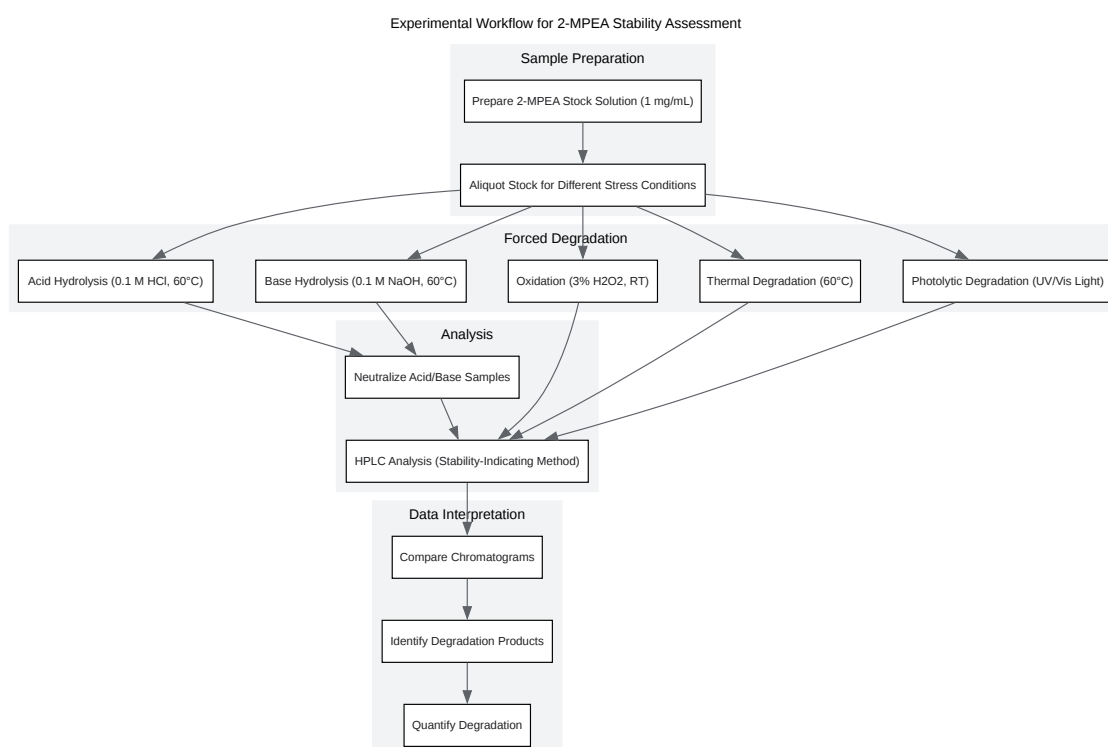 Experimental Workflow for 2-MPEA Stability Assessment
Sample Preparation
Prepare 2-MPEA Stock Solution (1 mg/mL)
Aliquot Stock for Different Stress Conditions
Forced Degradation
Acid Hydrolysis (0.1 M HCl, 60°C)
Base Hydrolysis (0.1 M NaOH, 60°C)
Oxidation (3% H2O2, RT)
Thermal Degradation (60°C)
Photolytic Degradation (UV/Vis Light)
Analysis
Neutralize Acid/Base Samples
HPLC Analysis (Stability-Indicating Method)
Data Interpretation
Compare Chromatograms
Identify Degradation Products
Quantify Degradation